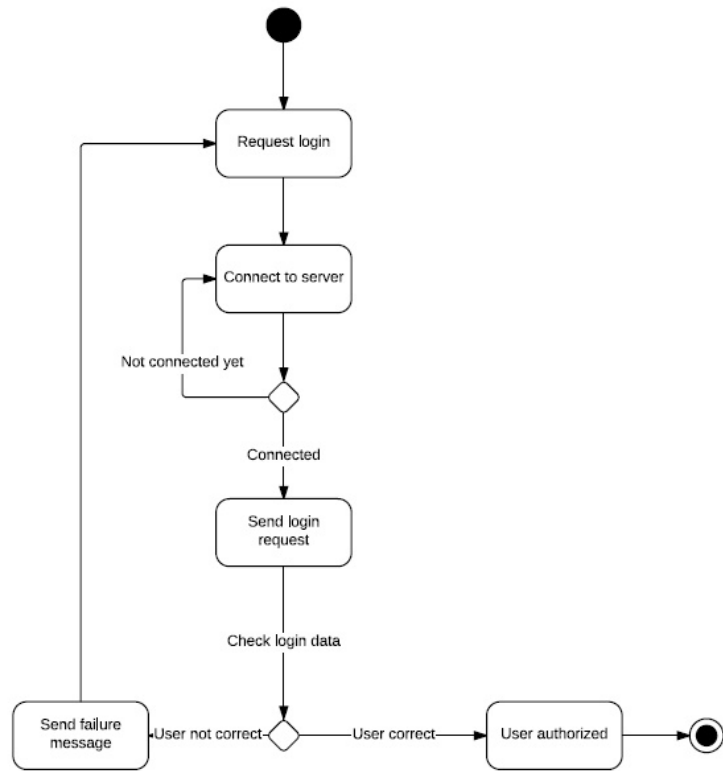 Request login
Connect to server
Not connected yet
Connected
Send login
request
Check login data
Send failure
message
User not correct
User correct
User authorized